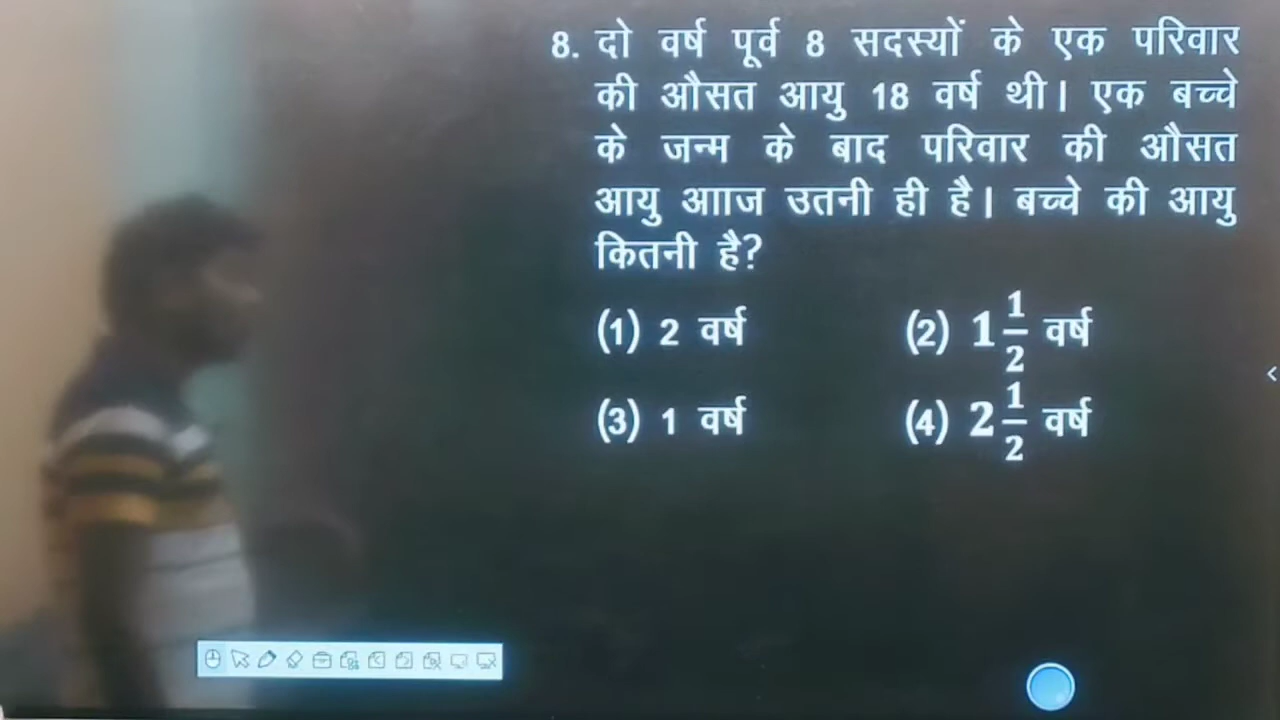 8. दो वर्ष पूर्व 8 सदस्यों के एक परिवार
की औसत आयु 18 वर्ष थी। एक बच्चे
के जन्म के बाद परिवार की औसत
आयु आाज उतनी ही है। बच्चे की आयु
कितनी है?
(1) 2 वर्ष (2) 1 1/2 वर्ष
(3) 1 वर्ष (4) 2 1/2 वर्ष